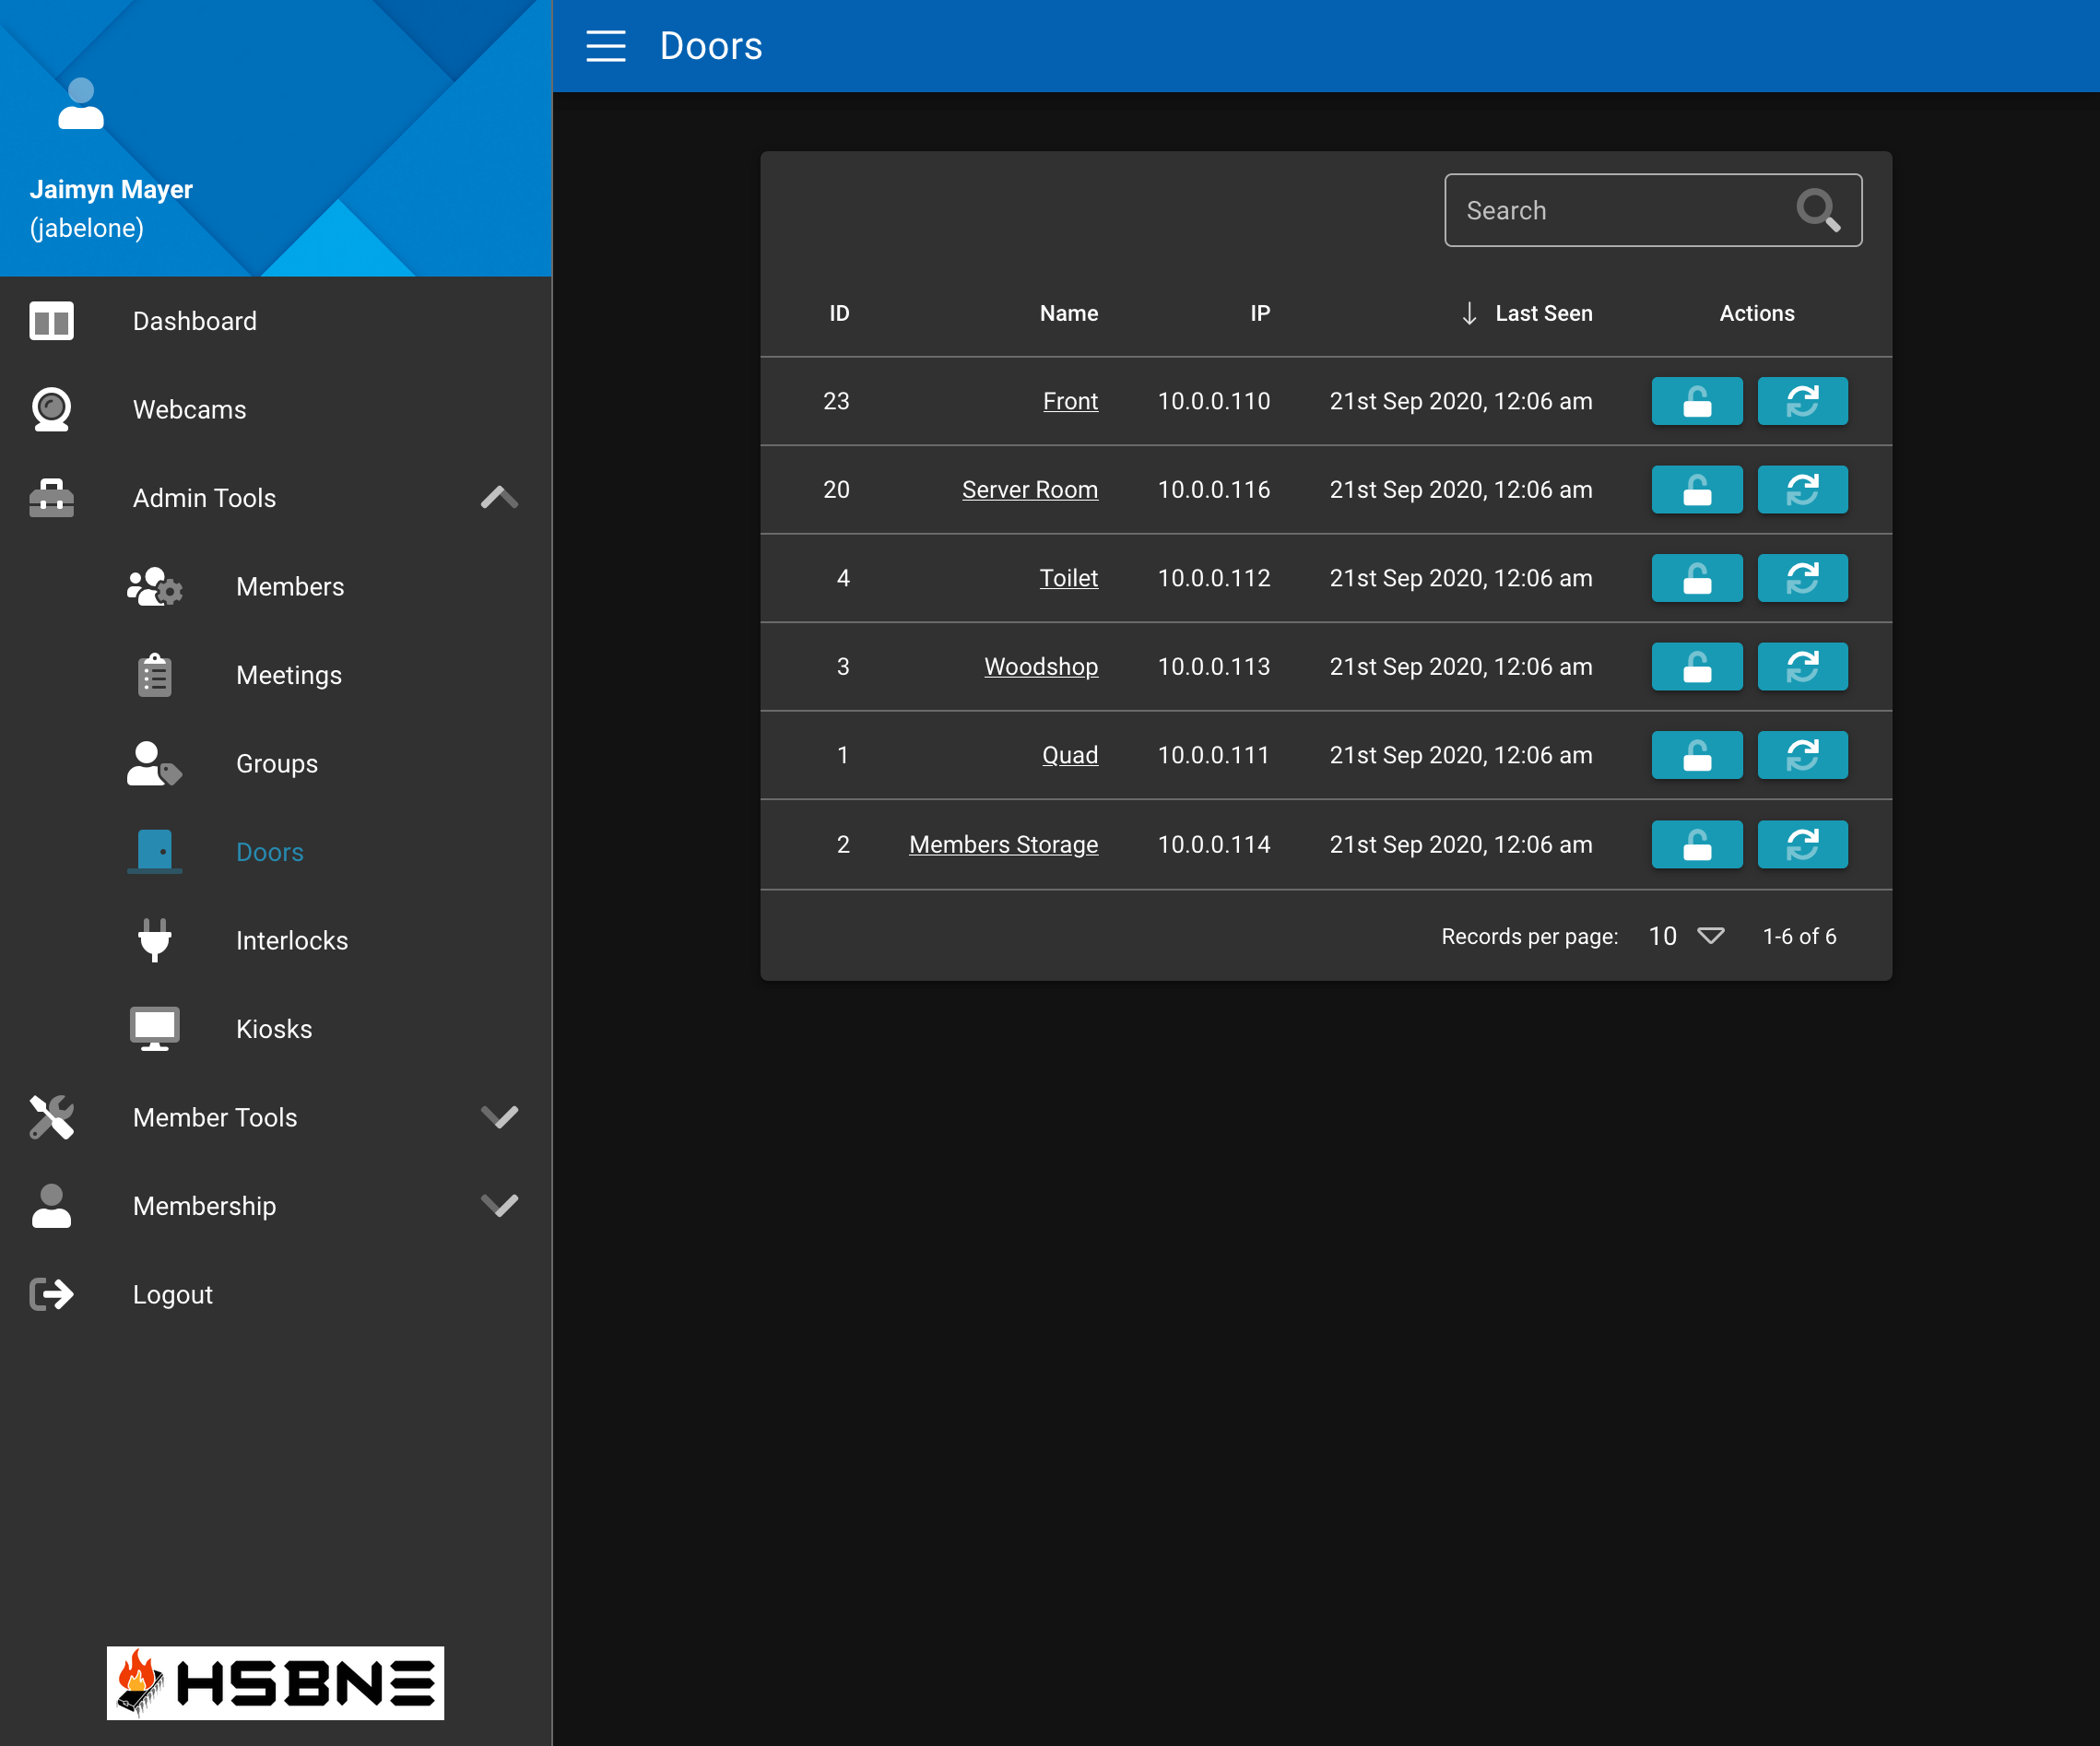 Jaimyn Mayer
(jabelone)
Dashboard
Webcams
Admin Tools
Members
Meetings
Groups
Doors
Interlocks
Kiosks
Member Tools
Membership
Logout
HSBNE
Doors
Search
ID Name IP Last Seen Actions
23 Front 10.0.0.110 21st Sep 2020, 12:06 am
20 Server Room 10.0.0.116 21st Sep 2020, 12:06 am
4 Toilet 10.0.0.112 21st Sep 2020, 12:06 am
3 Woodshop 10.0.0.113 21st Sep 2020, 12:06 am
1 Quad 10.0.0.111 21st Sep 2020, 12:06 am
2 Members Storage 10.0.0.114 21st Sep 2020, 12:06 am
Records per page: 10 1-6 of 6